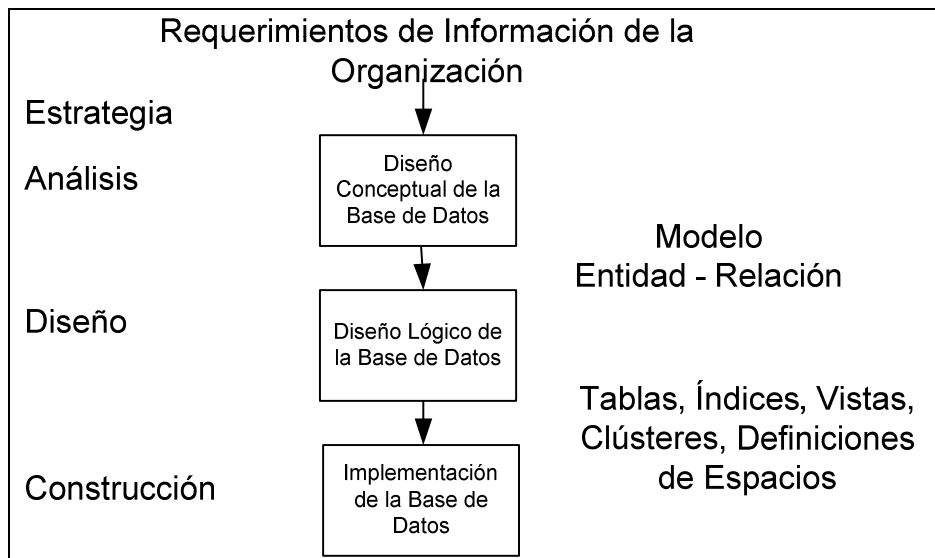 Requerimientos de Información de la
Organización
Estrategia
Análisis
Diseño
Conceptual de la
Base de Datos
Modelo
Entidad - Relación
Diseño
Diseño Lógico de
la Base de Datos
Tablas, Índices, Vistas,
Clústeres, Definiciones
de Espacios
Construcción
Implementación
de la Base de
Datos